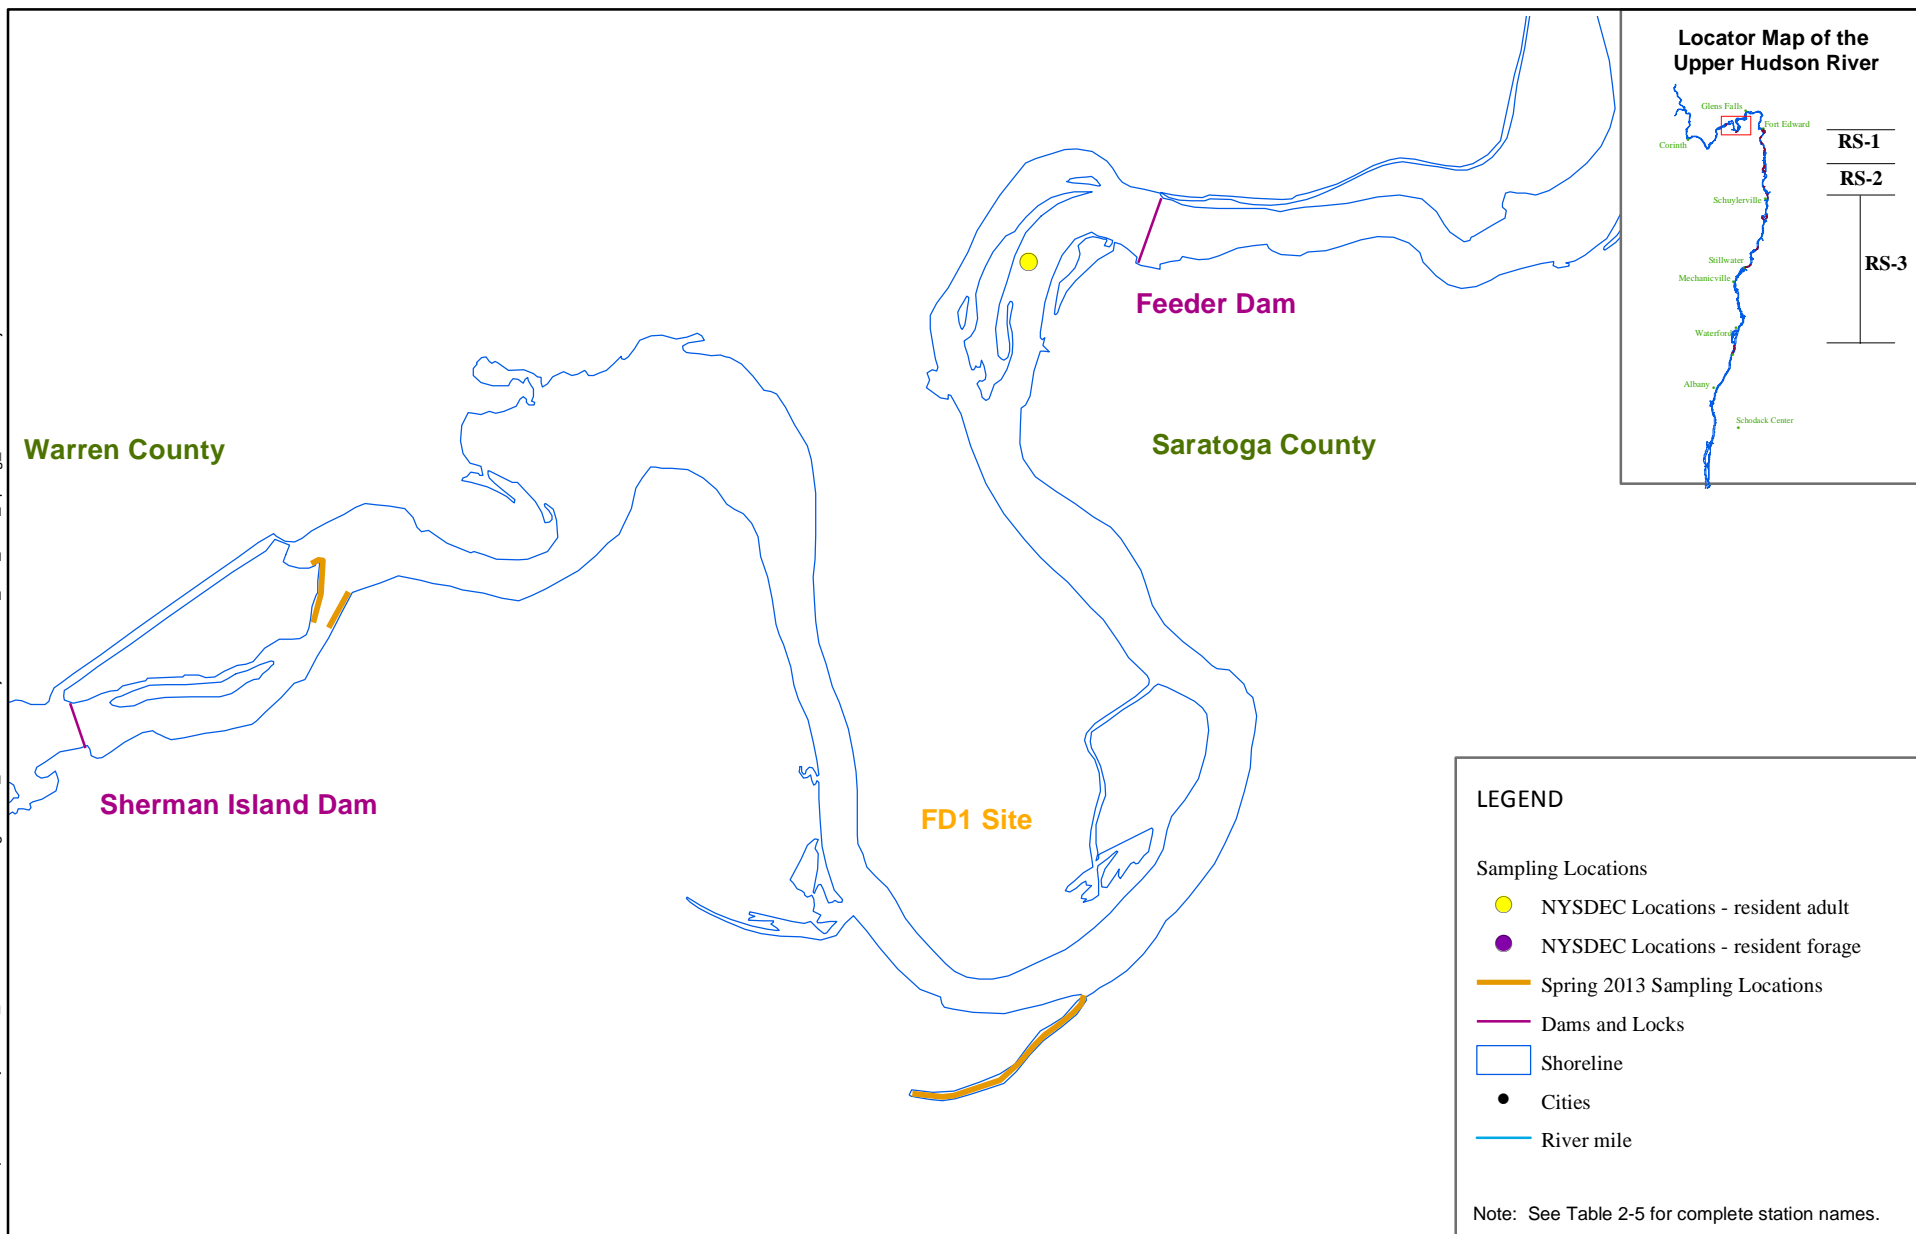 Locator Map of the
Upper Hudson River
Glens Falls
Fort Edward
Corinth
RS-1
RS-2
Schuylerville
Stillwater
RS-3
Mechanicville
Waterford
Albany
Schodack Center
Feeder Dam
Warren County
Saratoga County
Sherman Island Dam
FD1 Site
LEGEND
Sampling Locations
NYSDEC Locations - resident adult
NYSDEC Locations - resident forage
Spring 2013 Sampling Locations
Dams and Locks
Shoreline
Cities
River mile
Note: See Table 2-5 for complete station names.